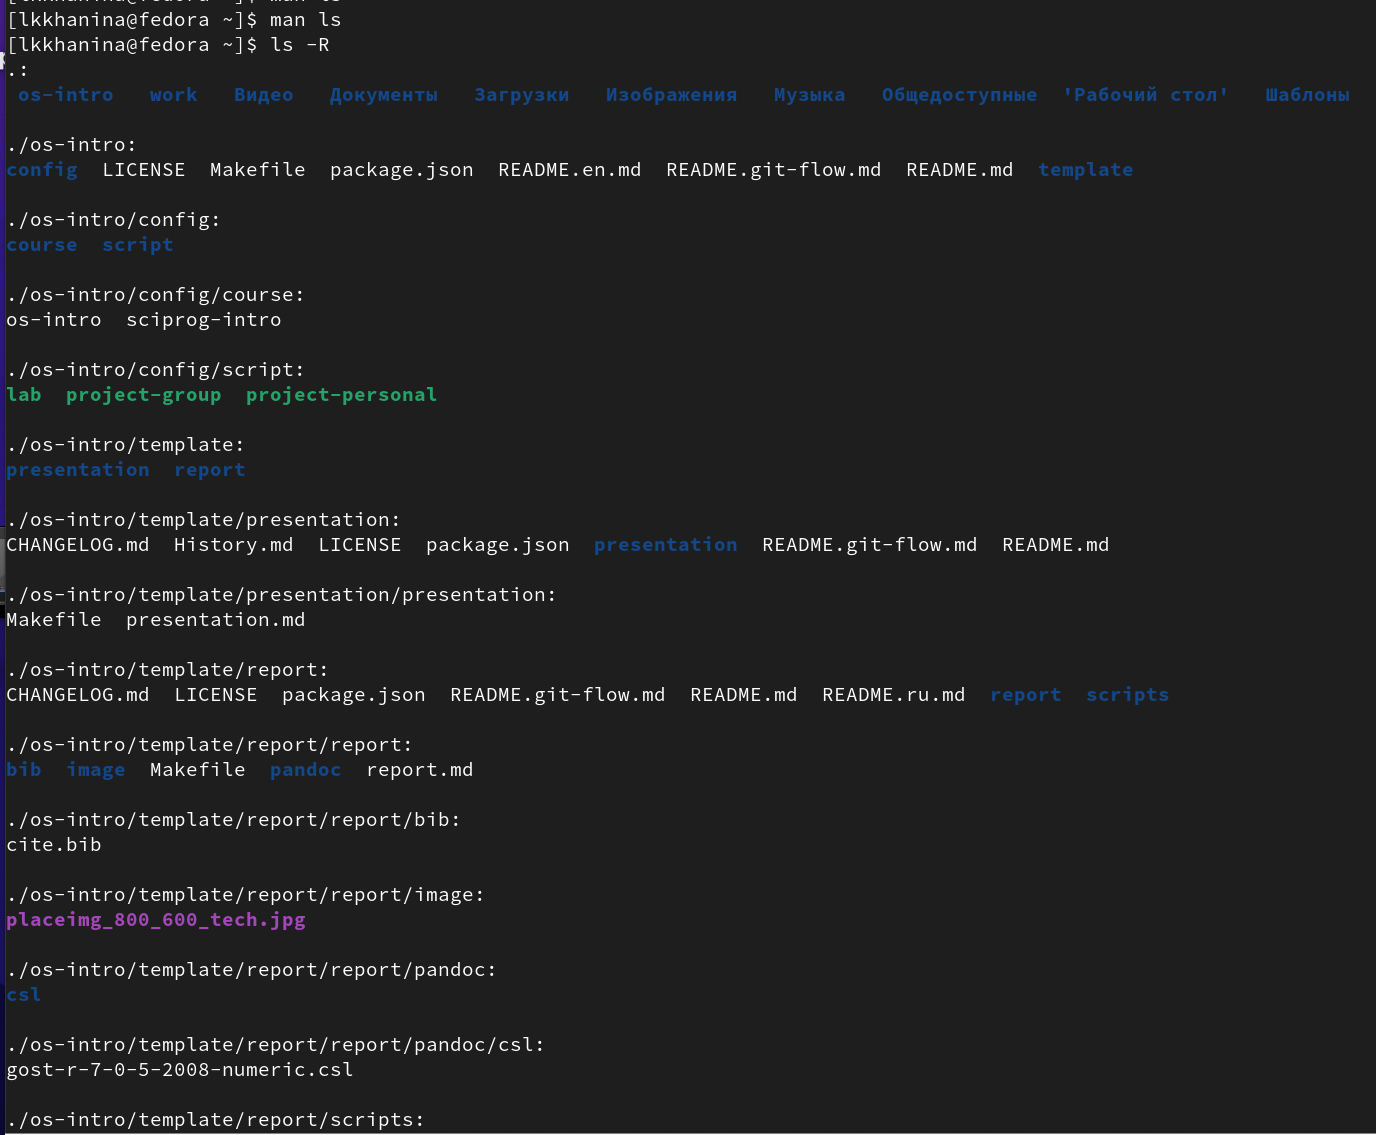 [lkkhanina@fedora ~]$ man ls
[lkkhanina@fedora ~]$ man ls
[lkkhanina@fedora ~]$ ls -R
.:
os-intro work Видео Документы Загрузки Изображения Музыка Общедоступные 'Рабочий стол' Шаблоны
./os-intro:
config LICENSE Makefile package.json README.en.md README.git-flow.md README.md template
./os-intro/config:
course script
./os-intro/config/course:
os-intro sciprog-intro
./os-intro/config/script:
lab project-group project-personal
./os-intro/template:
presentation report
./os-intro/template/presentation:
CHANGELOG.md History.md LICENSE package.json presentation README.git-flow.md README.md
./os-intro/template/presentation/presentation:
Makefile presentation.md
./os-intro/template/report:
CHANGELOG.md LICENSE package.json README.git-flow.md README.md README.ru.md report scripts
./os-intro/template/report/report:
bib image Makefile pandoc report.md
./os-intro/template/report/report/bib:
cite.bib
./os-intro/template/report/report/image:
placeimg_800_600_tech.jpg
./os-intro/template/report/report/pandoc:
csl
./os-intro/template/report/report/pandoc/csl:
gost-r-7-0-5-2008-numeric.csl
./os-intro/template/report/scripts: